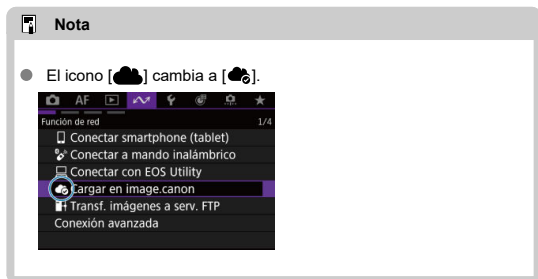 Nota
El icono [] cambia a [].
AF
Función de red 1/4
Conectar smartphone (tablet)
Conectar a mando inalámbrico
Conectar con EOS Utility
Cargar en image.canon
Transf. imágenes a serv. FTP
Conexión avanzada